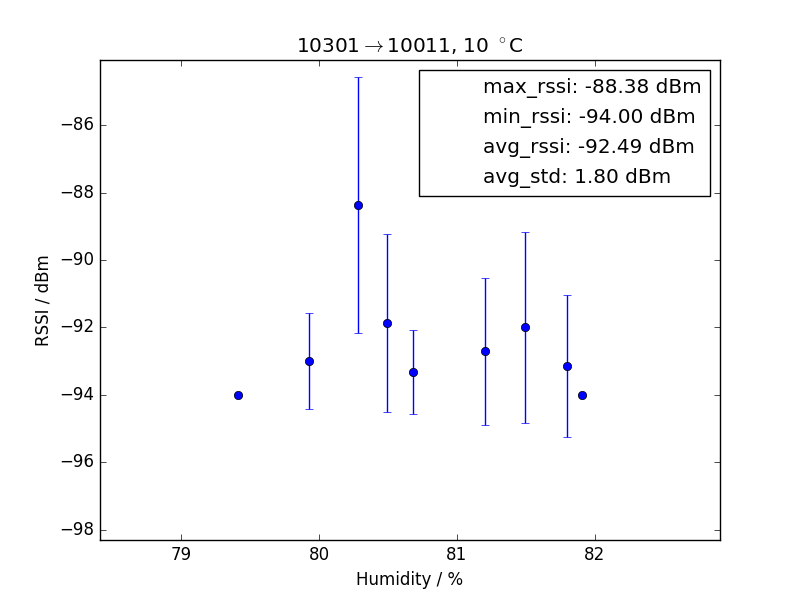 10301→10011, 10 °C
max_rssi: -88.38 dBm
min_rssi: -94.00 dBm
avg_rssi: -92.49 dBm
avg_std: 1.80 dBm
RSSI / dBm
−86
−88
−90
−92
−94
−96
−98
79 80 81 82
Humidity / %